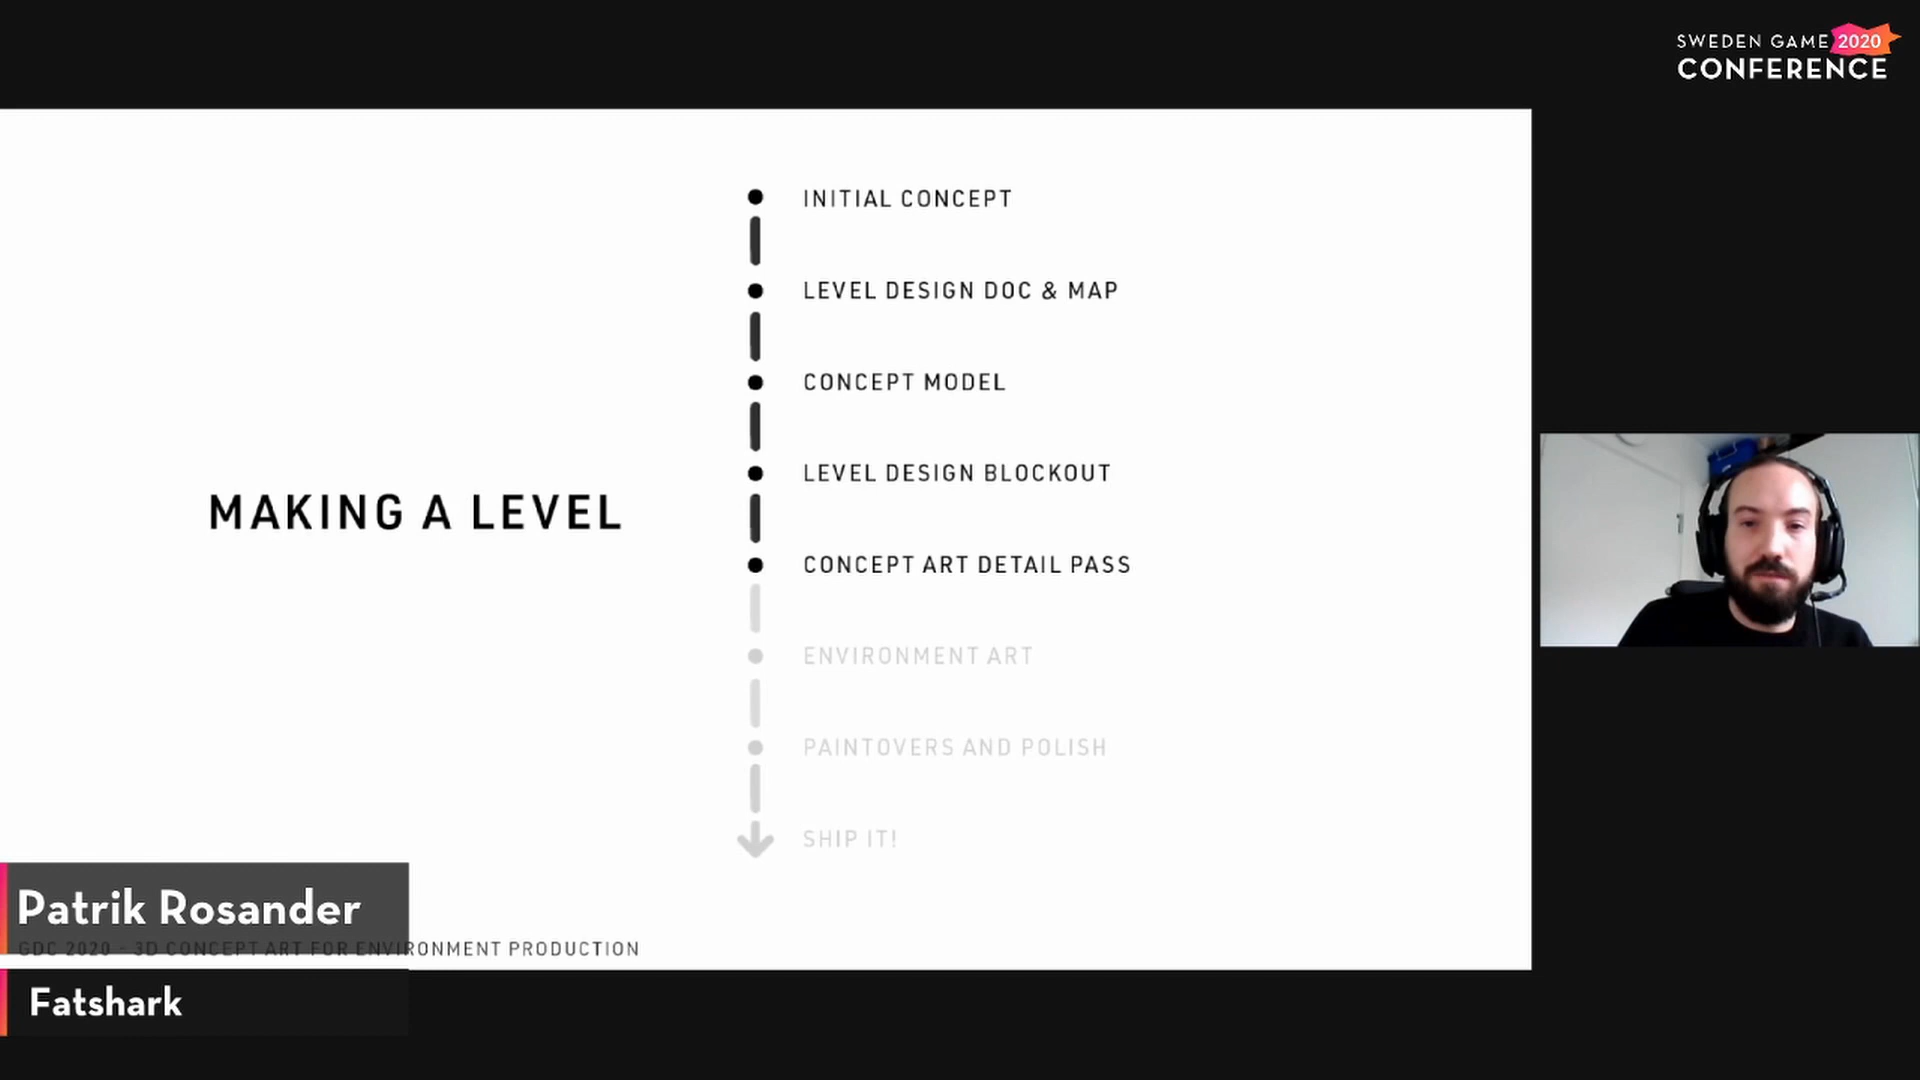 SWEDEN GAME 2020
CONFERENCE
INITIAL CONCEPT
LEVEL DESIGN DOC & MAP
CONCEPT MODEL
LEVEL DESIGN BLOCKOUT
MAKING A LEVEL
CONCEPT ART DETAIL PASS
ENVIRONMENT ART
PAINTOVERS AND POLISH
SHIP IT!
Patrik Rosander
GDC 2020 - 3D CONCEPT ART FOR ENVIRONMENT PRODUCTION
Fatshark